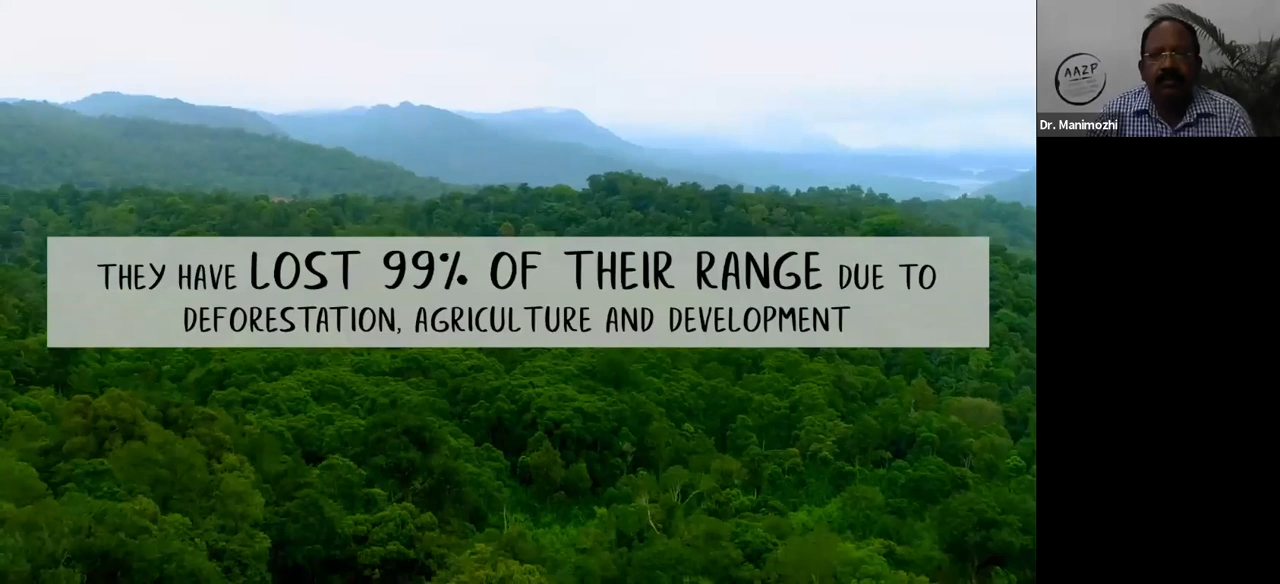 THEY HAVE LOST 99% OF THEIR RANGE DUE TO
DEFORESTATION, AGRICULTURE AND DEVELOPMENT
AAZP
Dr. Manimozhi